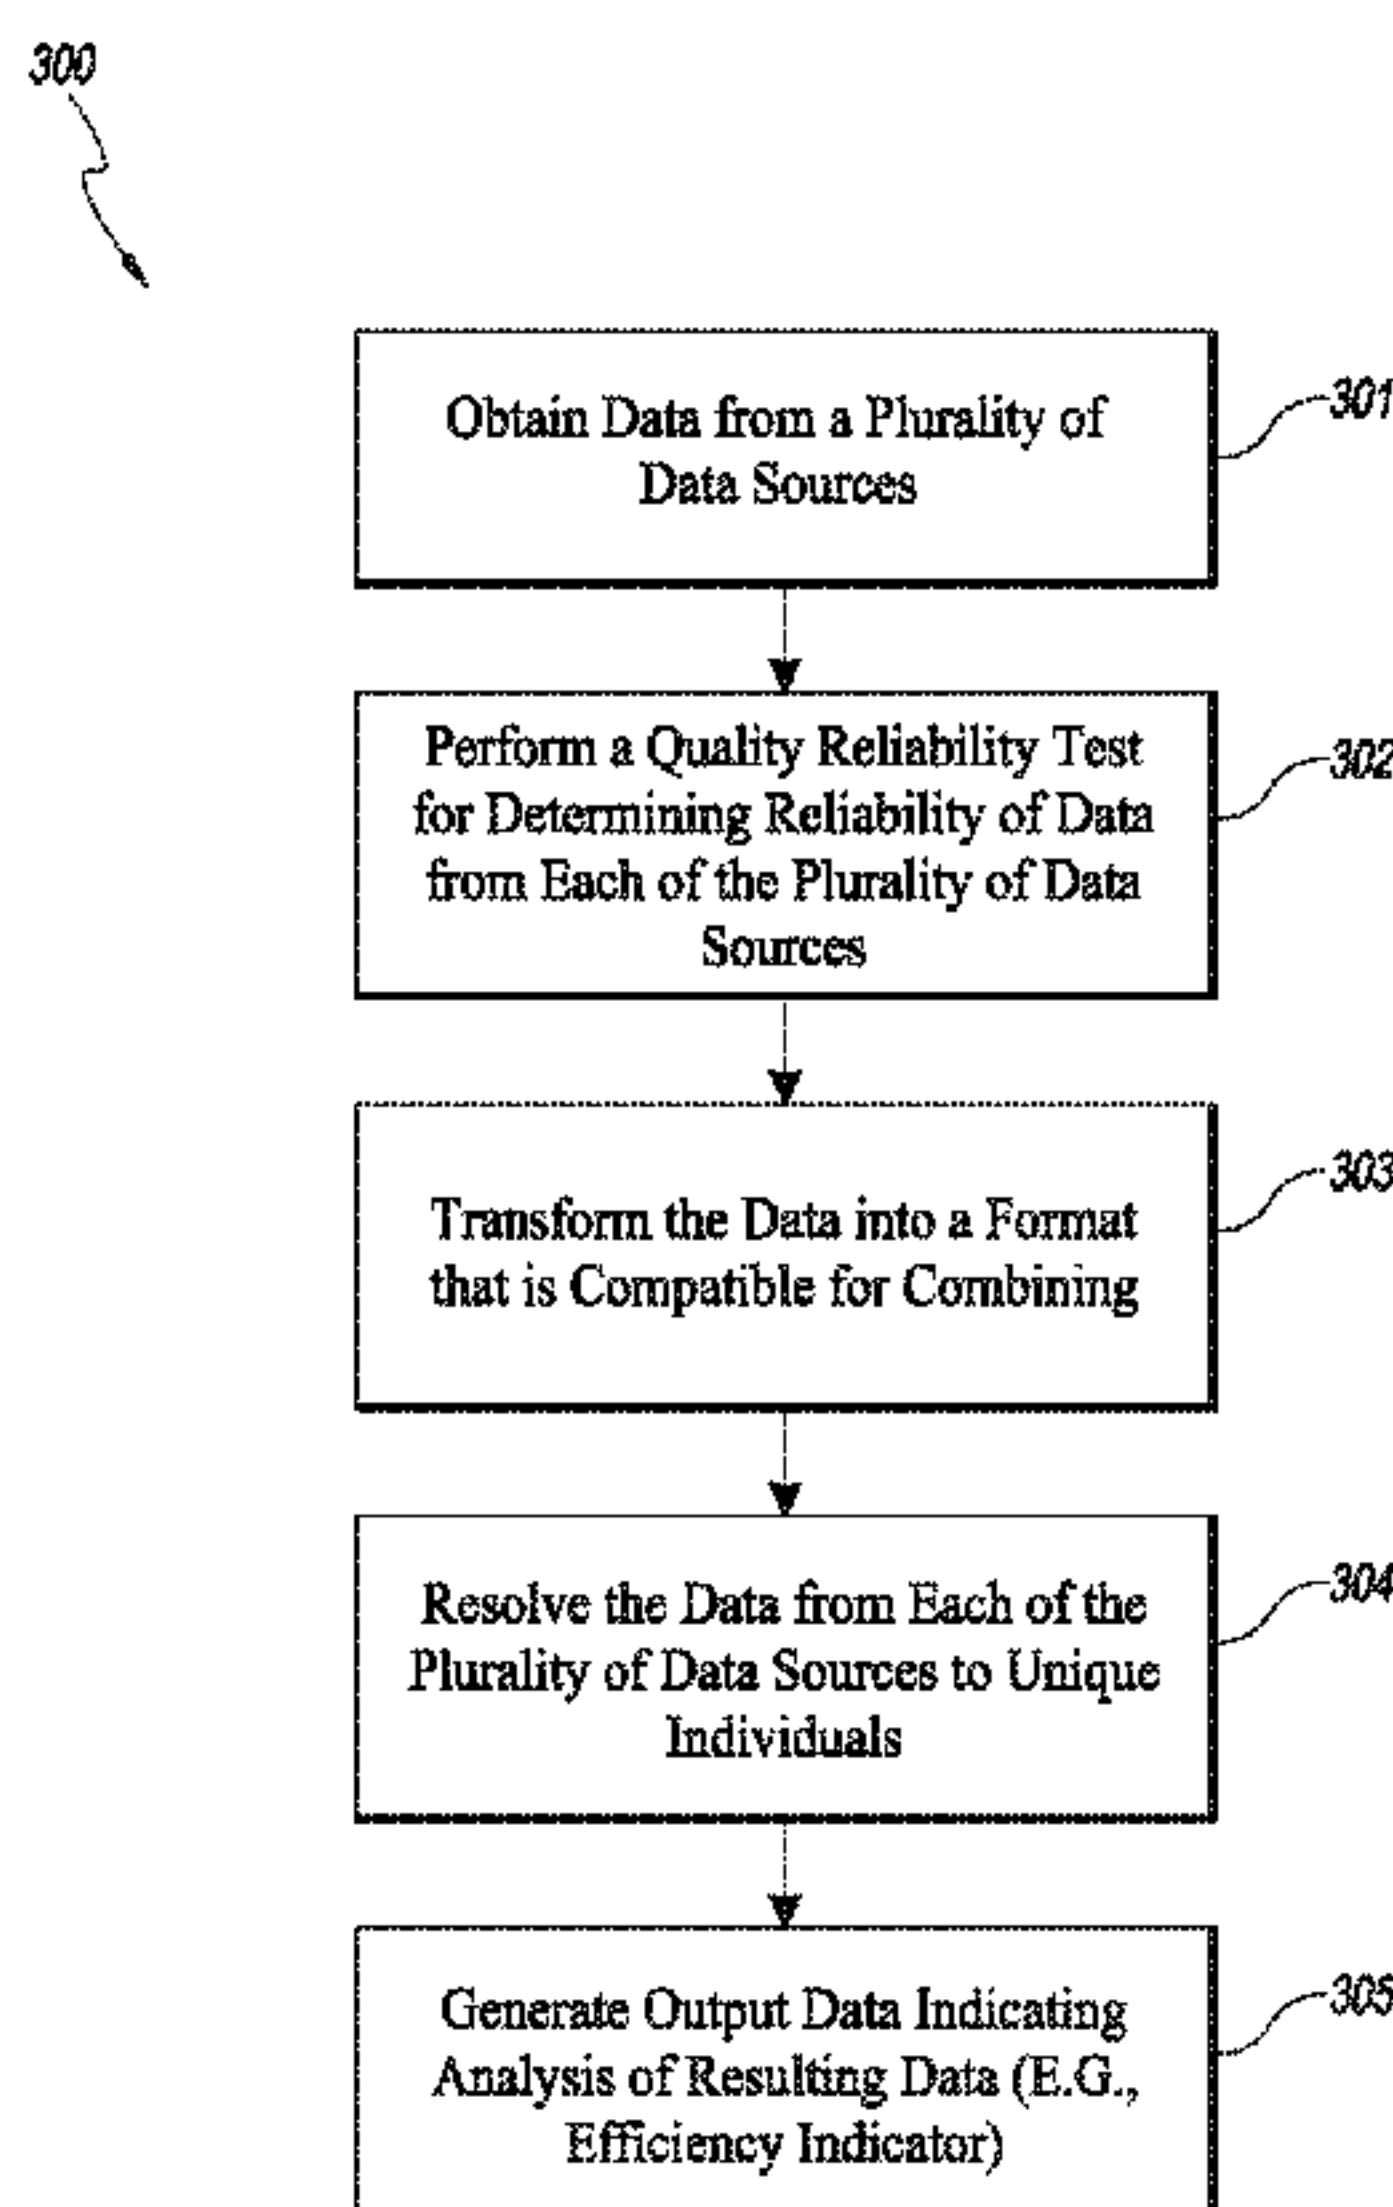 300
Obtain Data from a Plurality of
Data Sources
301
Perform a Quality Reliability Test
for Determining Reliability of Data
from Each of the Plurality of Data
Sources
302
Transform the Data into a Format
that is Compatible for Combining
303
Resolve the Data from Each of the
Plurality of Data Sources to Unique
Individuals
304
Generate Output Data Indicating
Analysis of Resulting Data (E.G.,
Efficiency Indicator)
305